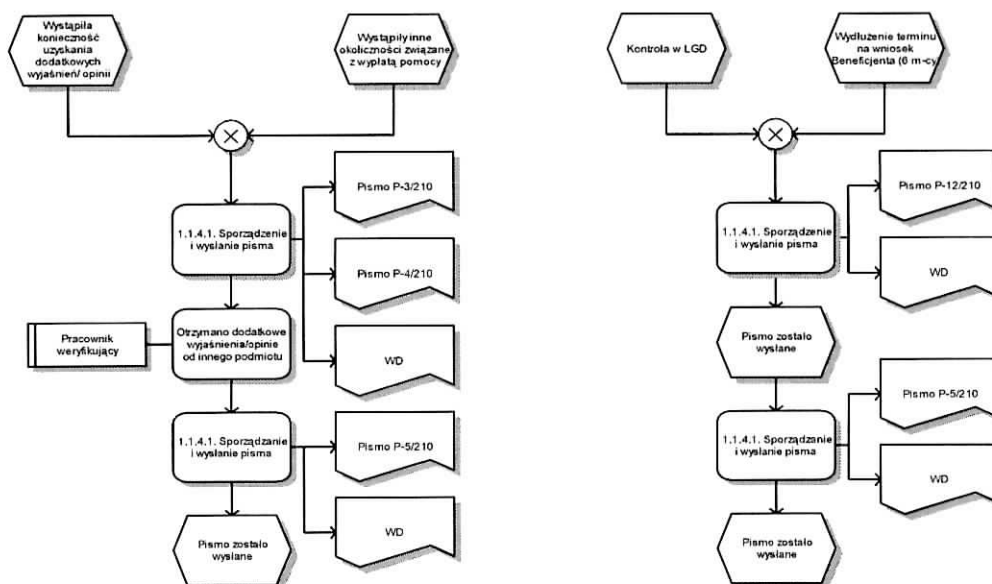 Wystąpiła
konieczność
uzyskania
dodatkowych
wyjaśnień/ opinii
Wystąpiły inne
okoliczności związane
z wypłatą pomocy
Pismo P-3/210
1.1.4.1. Sporządzenie
i wysłanie pisma
Pismo P-4/210
Pracownik
weryfikujący
Otrzymano dodatkowe
wyjaśnienia/opinie
od innego podmiotu
WD
1.1.4.1. Sporządzanie
i wysłanie pisma
Pismo P-5/210
WD
Pismo zostało
wysłane
Kontrola w LGD
Wydłużenie terminu
na wniosek
Beneficjenta (6 m-cy
Pismo P-12/210
1.1.4.1. Sporządzenie
i wysłanie pisma
WD
Pismo zostało
wysłane
Pismo P-5/210
1.1.4.1. Sporządzanie
i wysłanie pisma
WD
Pismo zostało
wysłane